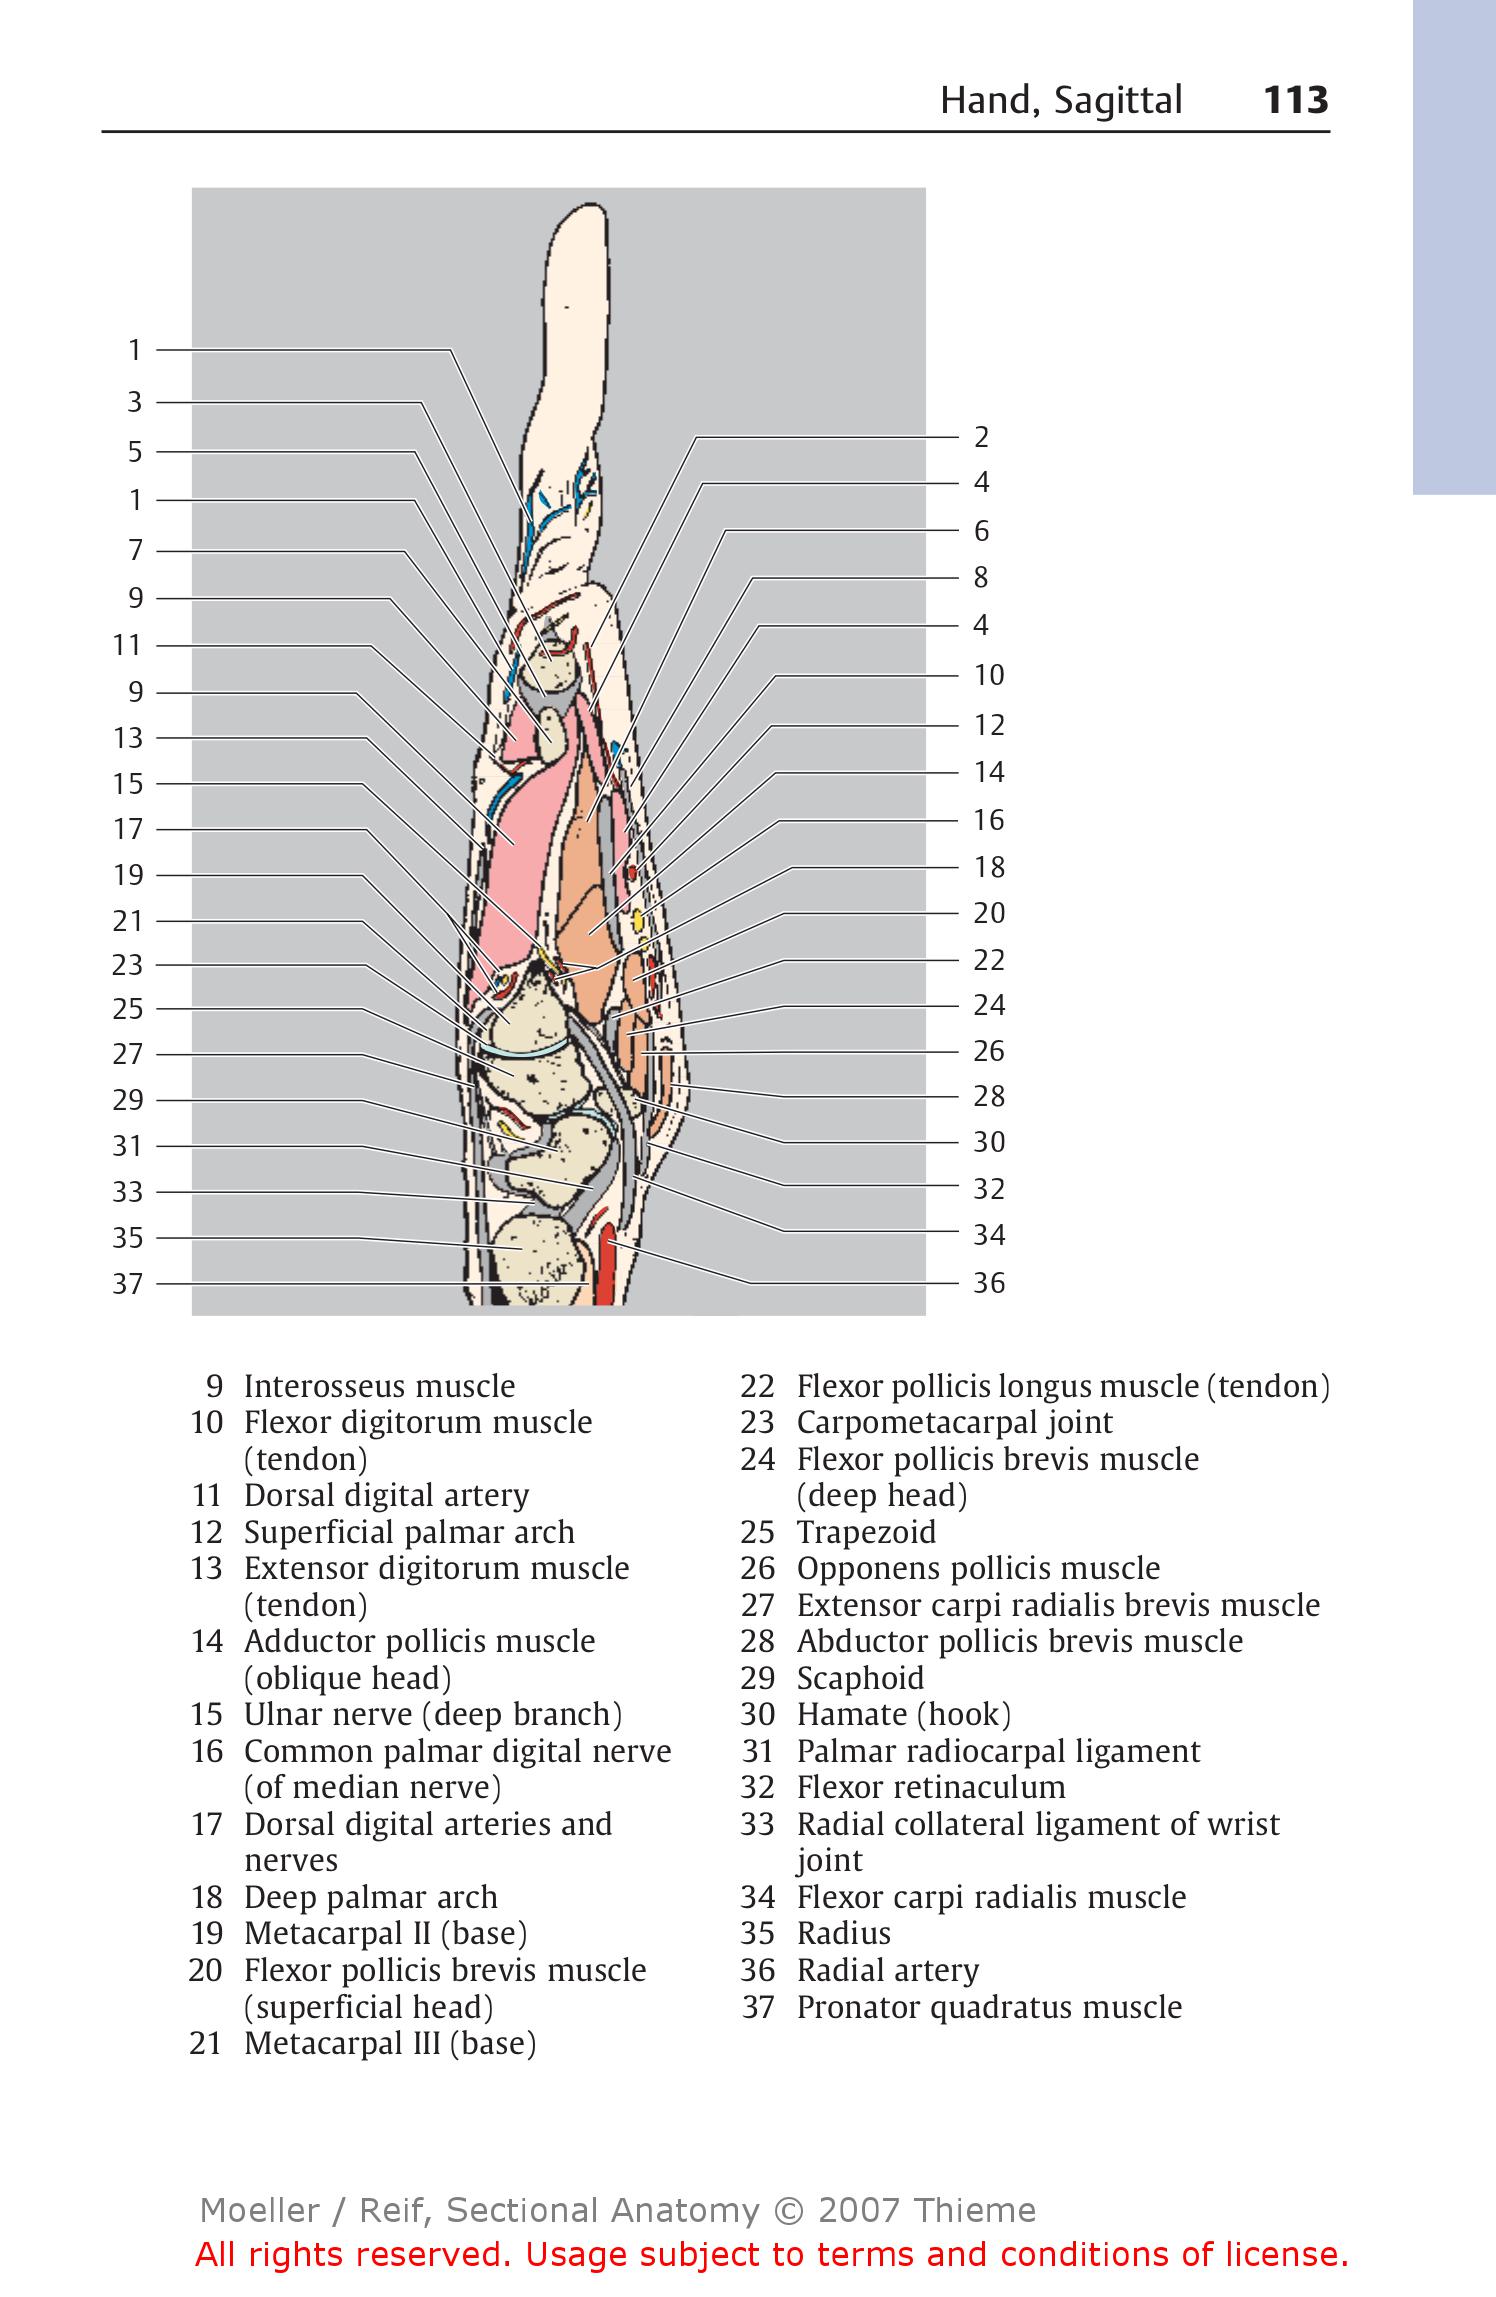 Hand, Sagittal 113
1
3
5
1
7
9
11
9
13
15
17
19
21
23
25
27
29
31
33
35
37
2
4
6
8
4
10
12
14
16
18
20
22
24
26
28
30
32
34
36
9 Interosseus muscle
10 Flexor digitorum muscle
(tendon)
11 Dorsal digital artery
12 Superficial palmar arch
13 Extensor digitorum muscle
(tendon)
14 Adductor pollicis muscle
(oblique head)
15 Ulnar nerve (deep branch)
16 Common palmar digital nerve
(of median nerve)
17 Dorsal digital arteries and
nerves
18 Deep palmar arch
19 Metacarpal II (base)
20 Flexor pollicis brevis muscle
(superficial head)
21 Metacarpal III (base)
22 Flexor pollicis longus muscle (tendon)
23 Carpometacarpal joint
24 Flexor pollicis brevis muscle
(deep head)
25 Trapezoid
26 Opponens pollicis muscle
27 Extensor carpi radialis brevis muscle
28 Abductor pollicis brevis muscle
29 Scaphoid
30 Hamate (hook)
31 Palmar radiocarpal ligament
32 Flexor retinaculum
33 Radial collateral ligament of wrist
joint
34 Flexor carpi radialis muscle
35 Radius
36 Radial artery
37 Pronator quadratus muscle
Moeller / Reif, Sectional Anatomy © 2007 Thieme
All rights reserved. Usage subject to terms and conditions of license.